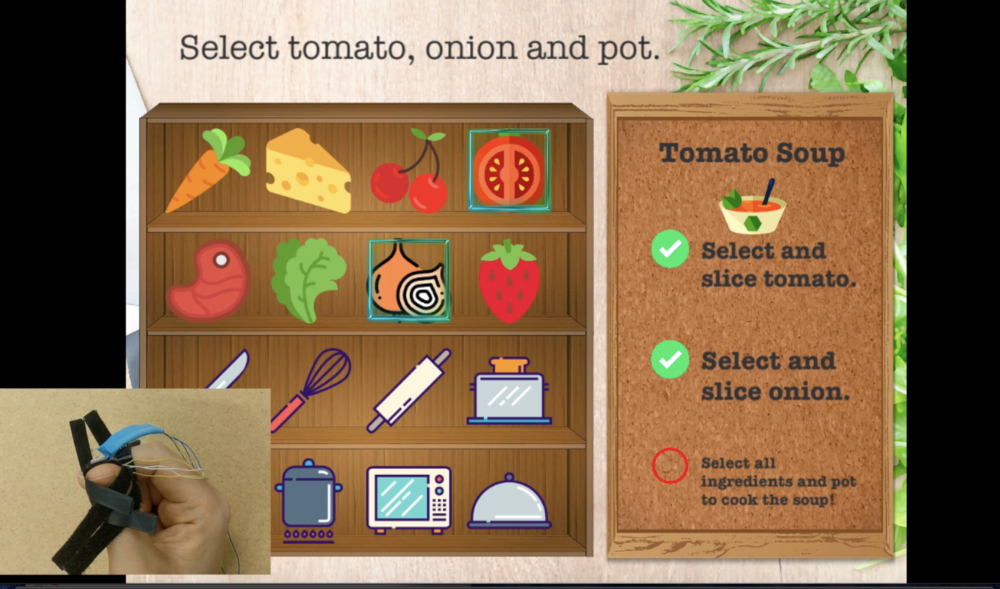 Select tomato, onion and pot.
Tomato Soup
Select and
slice tomato.
Select and
slice onion.
Select all
ingredients and pot
to cook the soup!